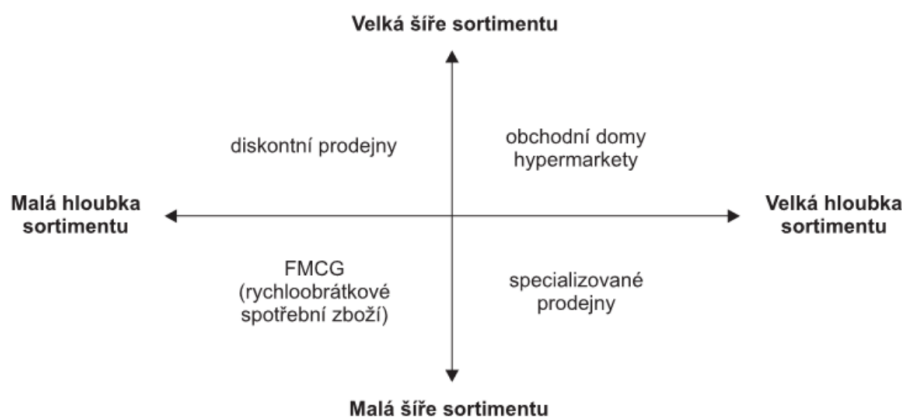 Velká šíře sortimentu
diskontní prodejny
obchodní domy
hypermarkety
Malá hloubka
sortimentu
Velká hloubka
sortimentu
FMCG
(rychloobrátkové
spotřební zboží)
specializované
prodejny
Malá šíře sortimentu